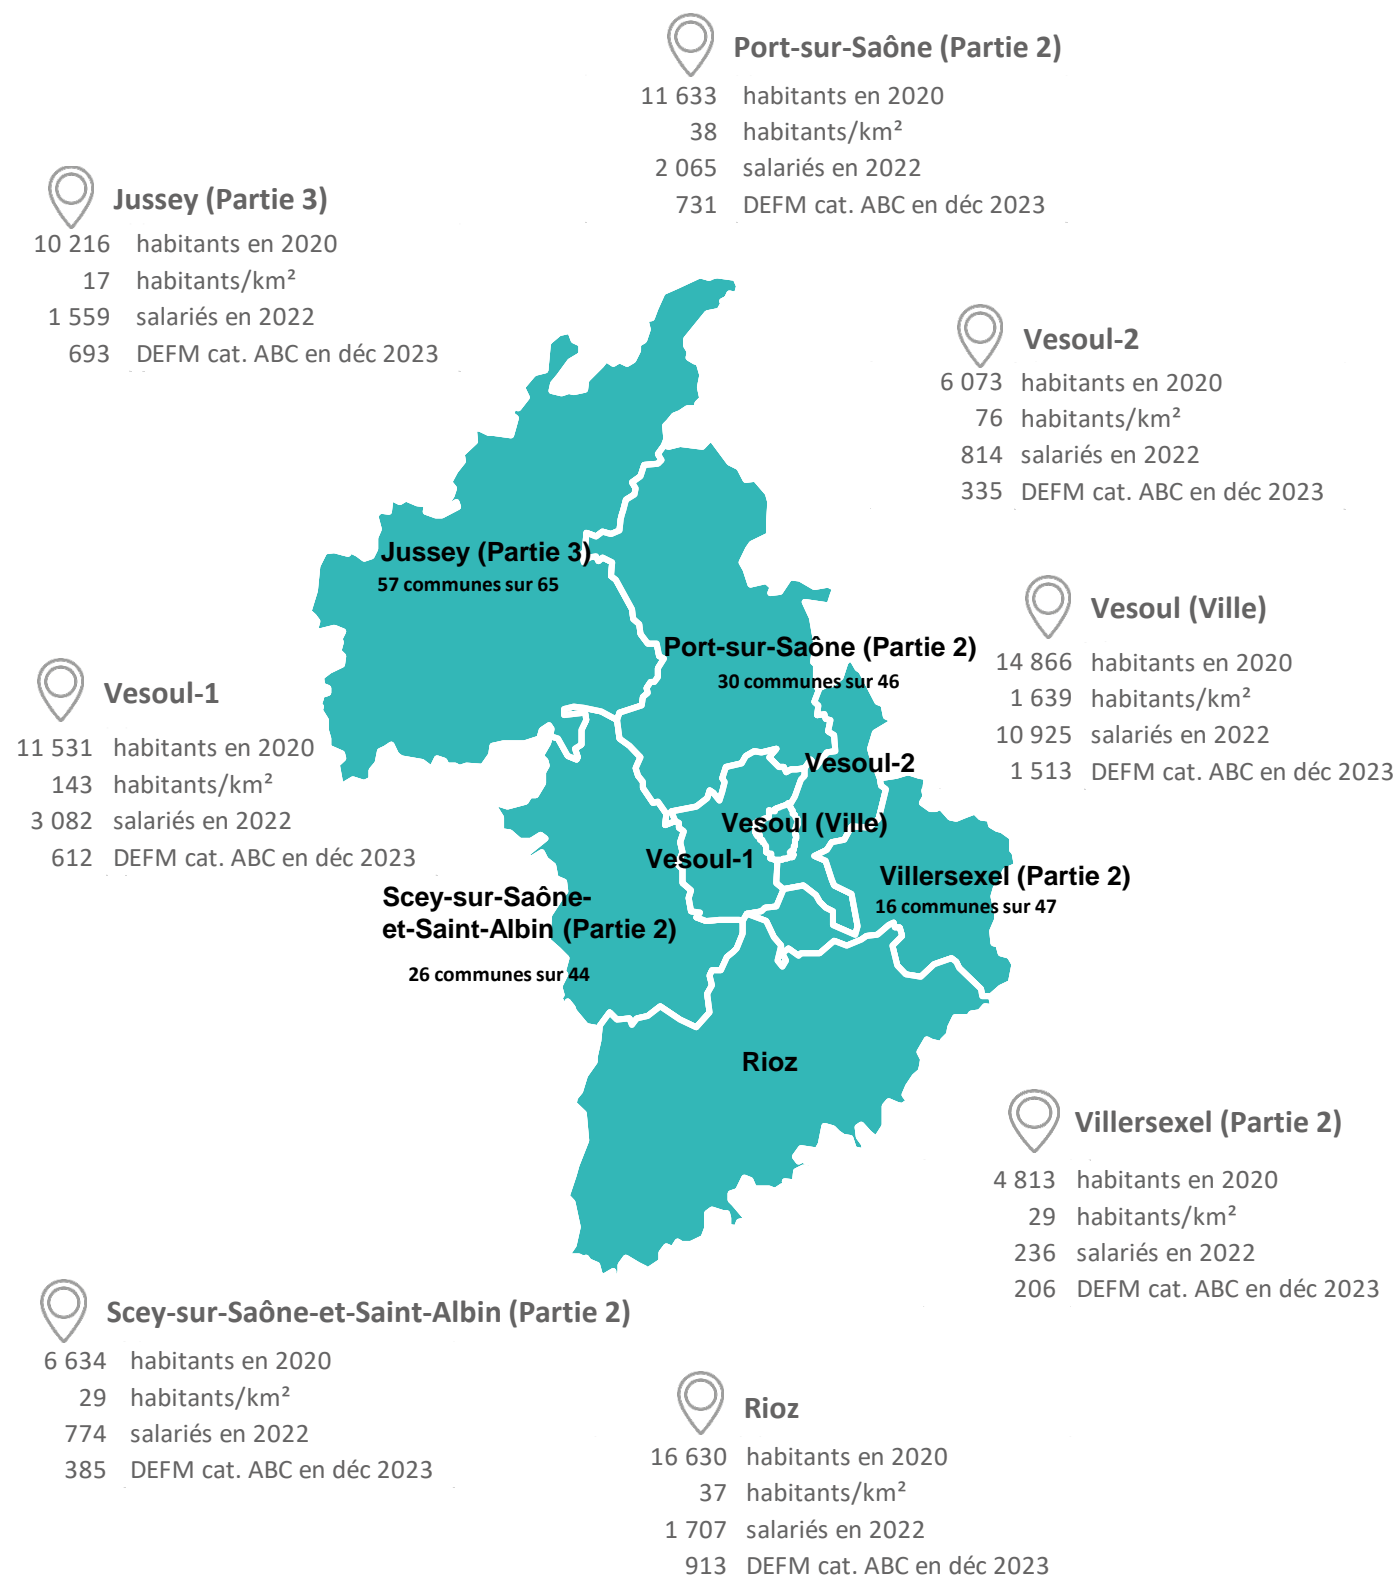 Port-sur-Saône (Partie 2)
11 633 habitants en 2020
38 habitants/km²
2 065 salariés en 2022
731 DEFM cat. ABC en déc 2023
Jussey (Partie 3)
10 216 habitants en 2020
17 habitants/km²
1 559 salariés en 2022
693 DEFM cat. ABC en déc 2023
Vesoul-2
6 073 habitants en 2020
76 habitants/km²
814 salariés en 2022
335 DEFM cat. ABC en déc 2023
Jussey (Partie 3)
57 communes sur 65
Vesoul (Ville)
14 866 habitants en 2020
1 639 habitants/km²
10 925 salariés en 2022
1 513 DEFM cat. ABC en déc 2023
Port-sur-Saône (Partie 2)
30 communes sur 46
Vesoul-1
11 531 habitants en 2020
143 habitants/km²
3 082 salariés en 2022
612 DEFM cat. ABC en déc 2023
Vesoul-2
Vesoul (Ville)
Vesoul-1
Villersexel (Partie 2)
16 communes sur 47
Scey-sur-Saône-
et-Saint-Albin (Partie 2)
26 communes sur 44
Rioz
Villersexel (Partie 2)
4 813 habitants en 2020
29 habitants/km²
236 salariés en 2022
206 DEFM cat. ABC en déc 2023
Scey-sur-Saône-et-Saint-Albin (Partie 2)
6 634 habitants en 2020
29 habitants/km²
774 salariés en 2022
385 DEFM cat. ABC en déc 2023
Rioz
16 630 habitants en 2020
37 habitants/km²
1 707 salariés en 2022
913 DEFM cat. ABC en déc 2023